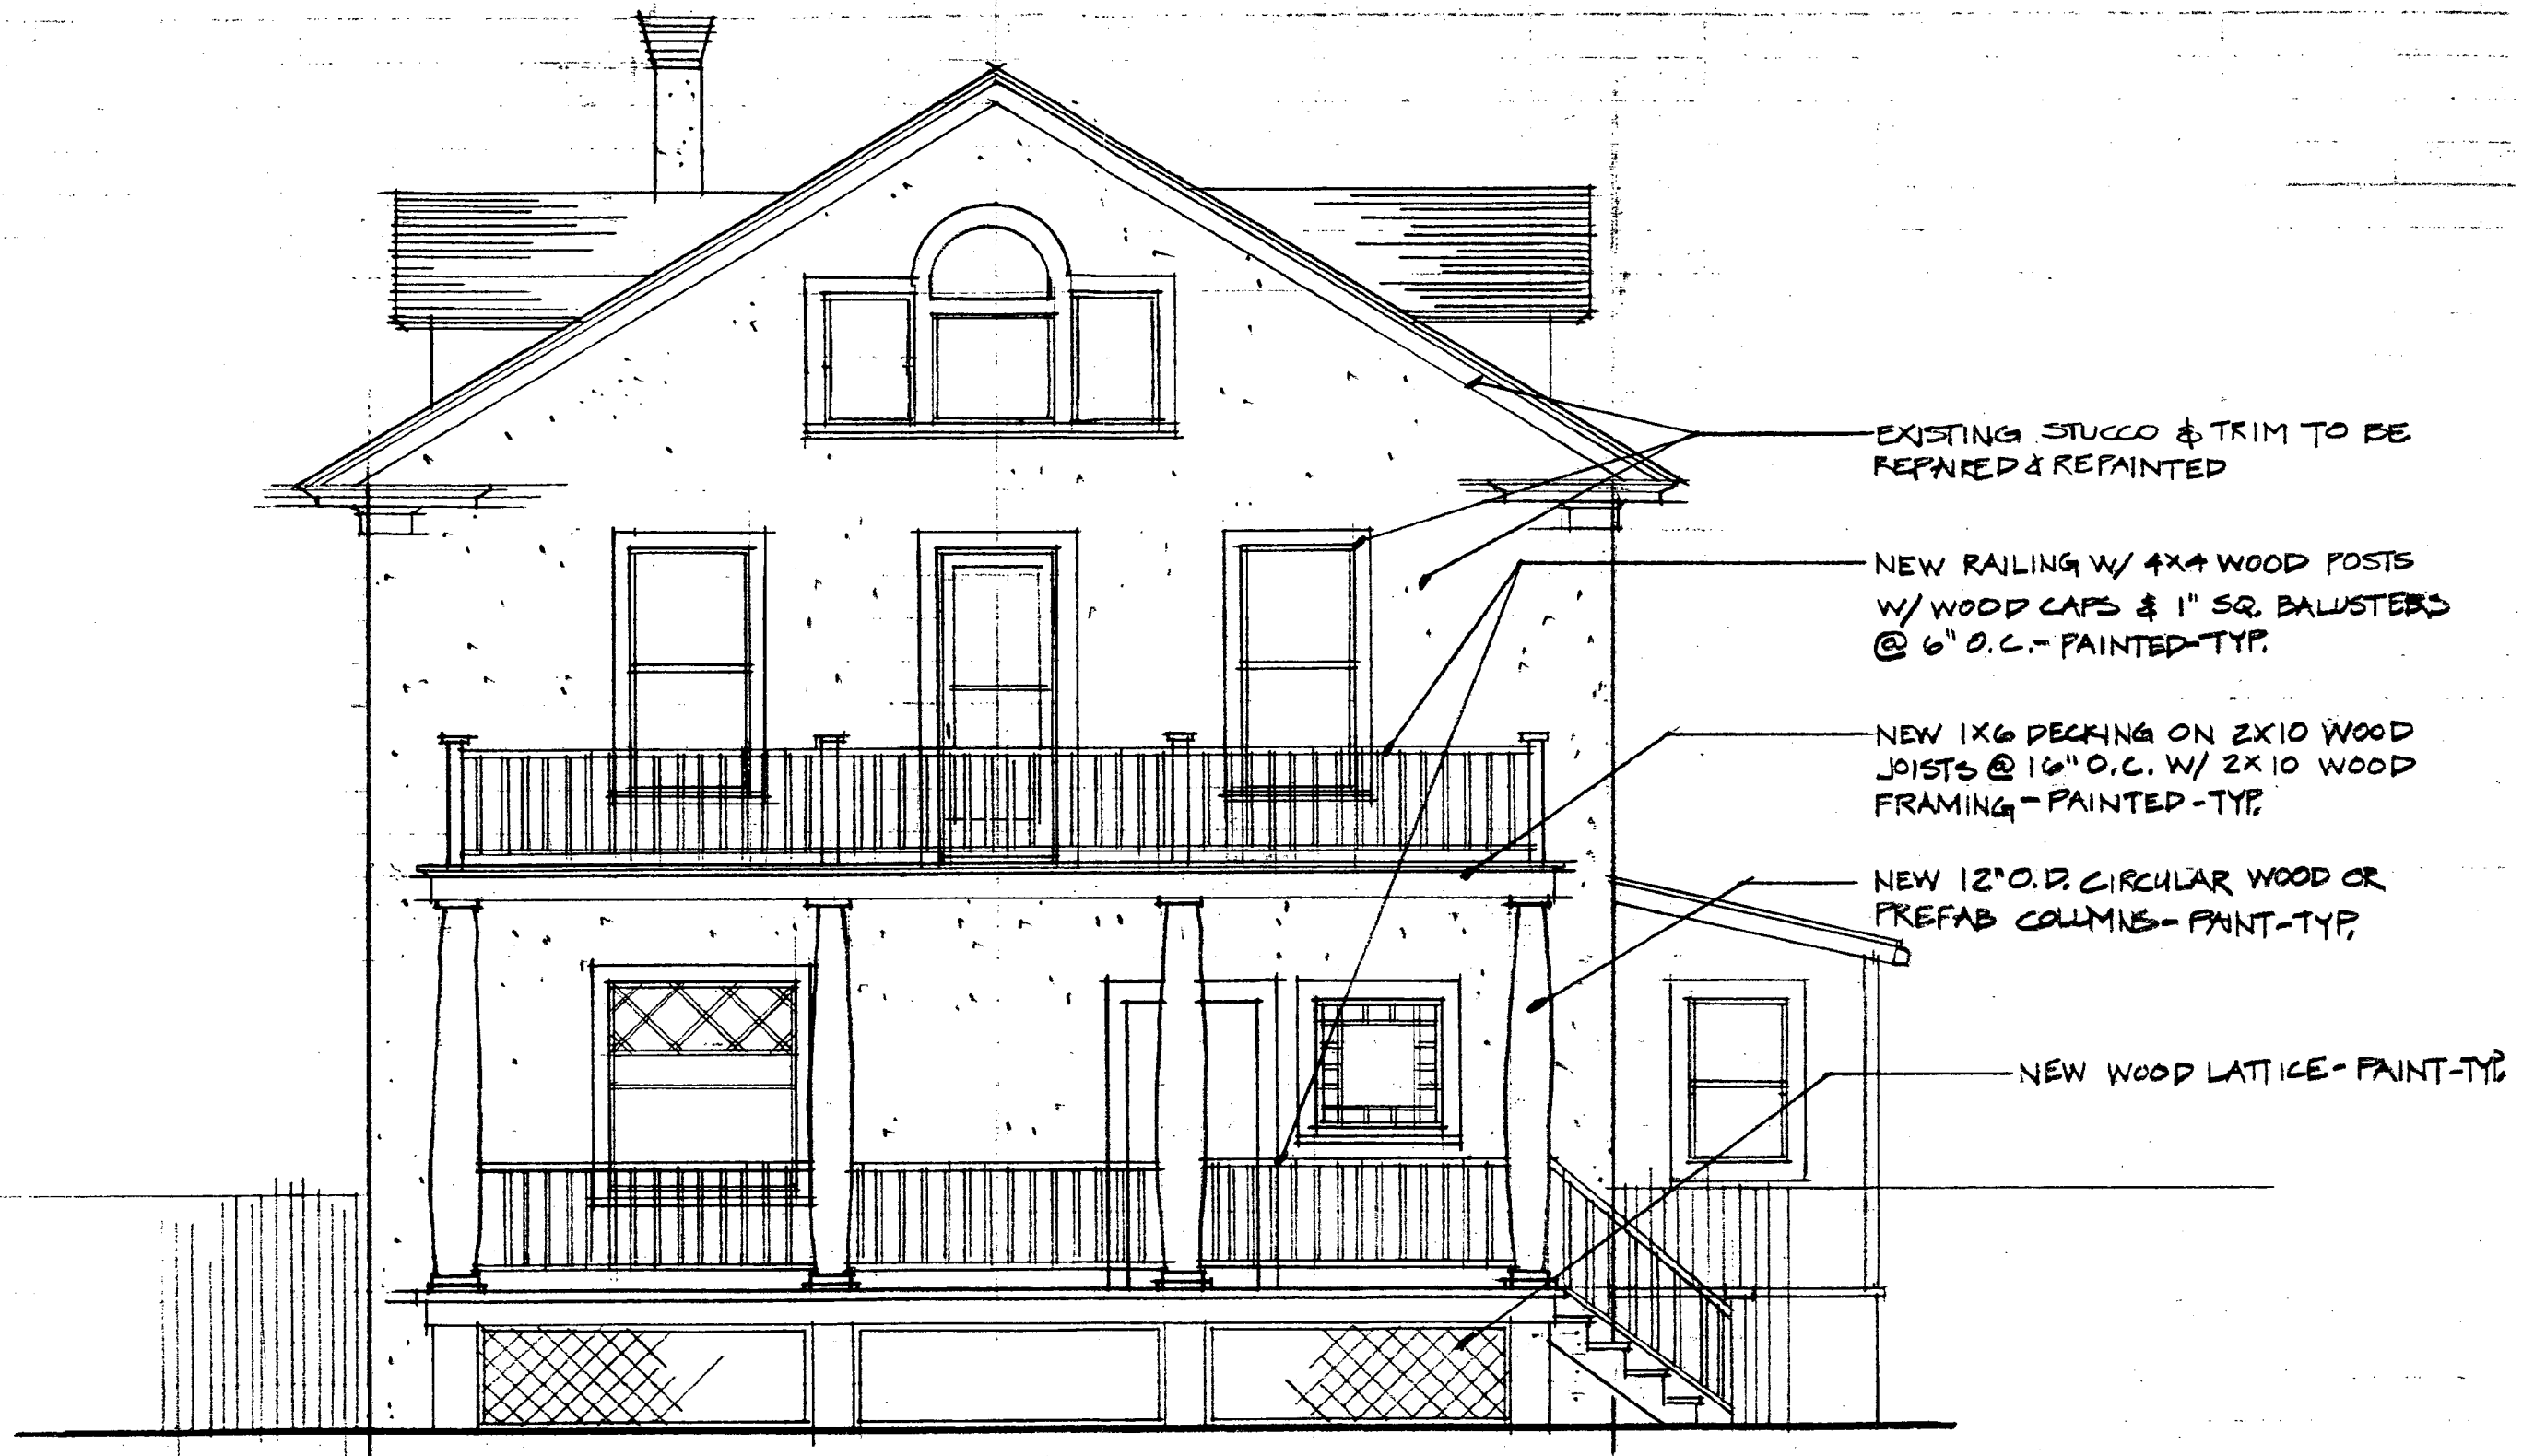 EXISTING STUCCO & TRIM TO BE
REPAIRED & REPAINTED
NEW RAILING W/ 4X4 WOOD POSTS
W/ WOOD CAPS & 1" SQ. BALUSTERS
@ 6" O.C.- PAINTED-TYP.
NEW 1X6 DECKING ON 2X10 WOOD
JOISTS @ 16" O.C. W/ 2X10 WOOD
FRAMING - PAINTED - TYP.
NEW 12" O.D. CIRCULAR WOOD OR
PREFAB COLUMNS - PAINT-TYP.
NEW WOOD LATTICE - PAINT-TYP.